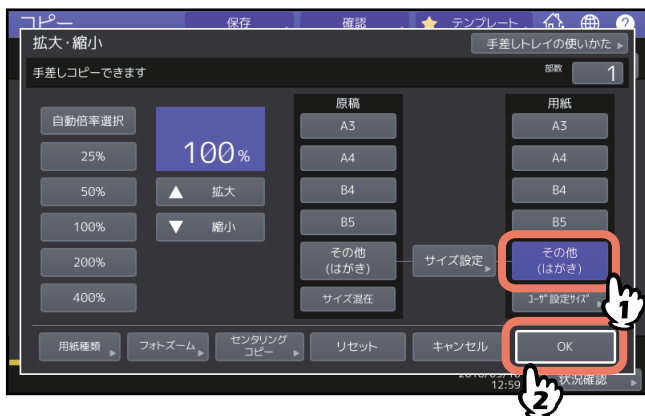 コピー 保存 確認 テンプレート ?
拡大・縮小 手差しトレイの使いかた
手差しコピーできます 部数 1
原稿 用紙
自動倍率選択 A3 A3
100%
25% A4 A4
50% 拡大 B4 B4
100% 縮小 B5 B5
200% その他 サイズ設定 その他
(はがき) (はがき)
400% サイズ混在 ユーザ設定サイズ
1
用紙種類 フォトズーム センタリング リセット キャンセル OK
コピー
12:59 状況確認
2